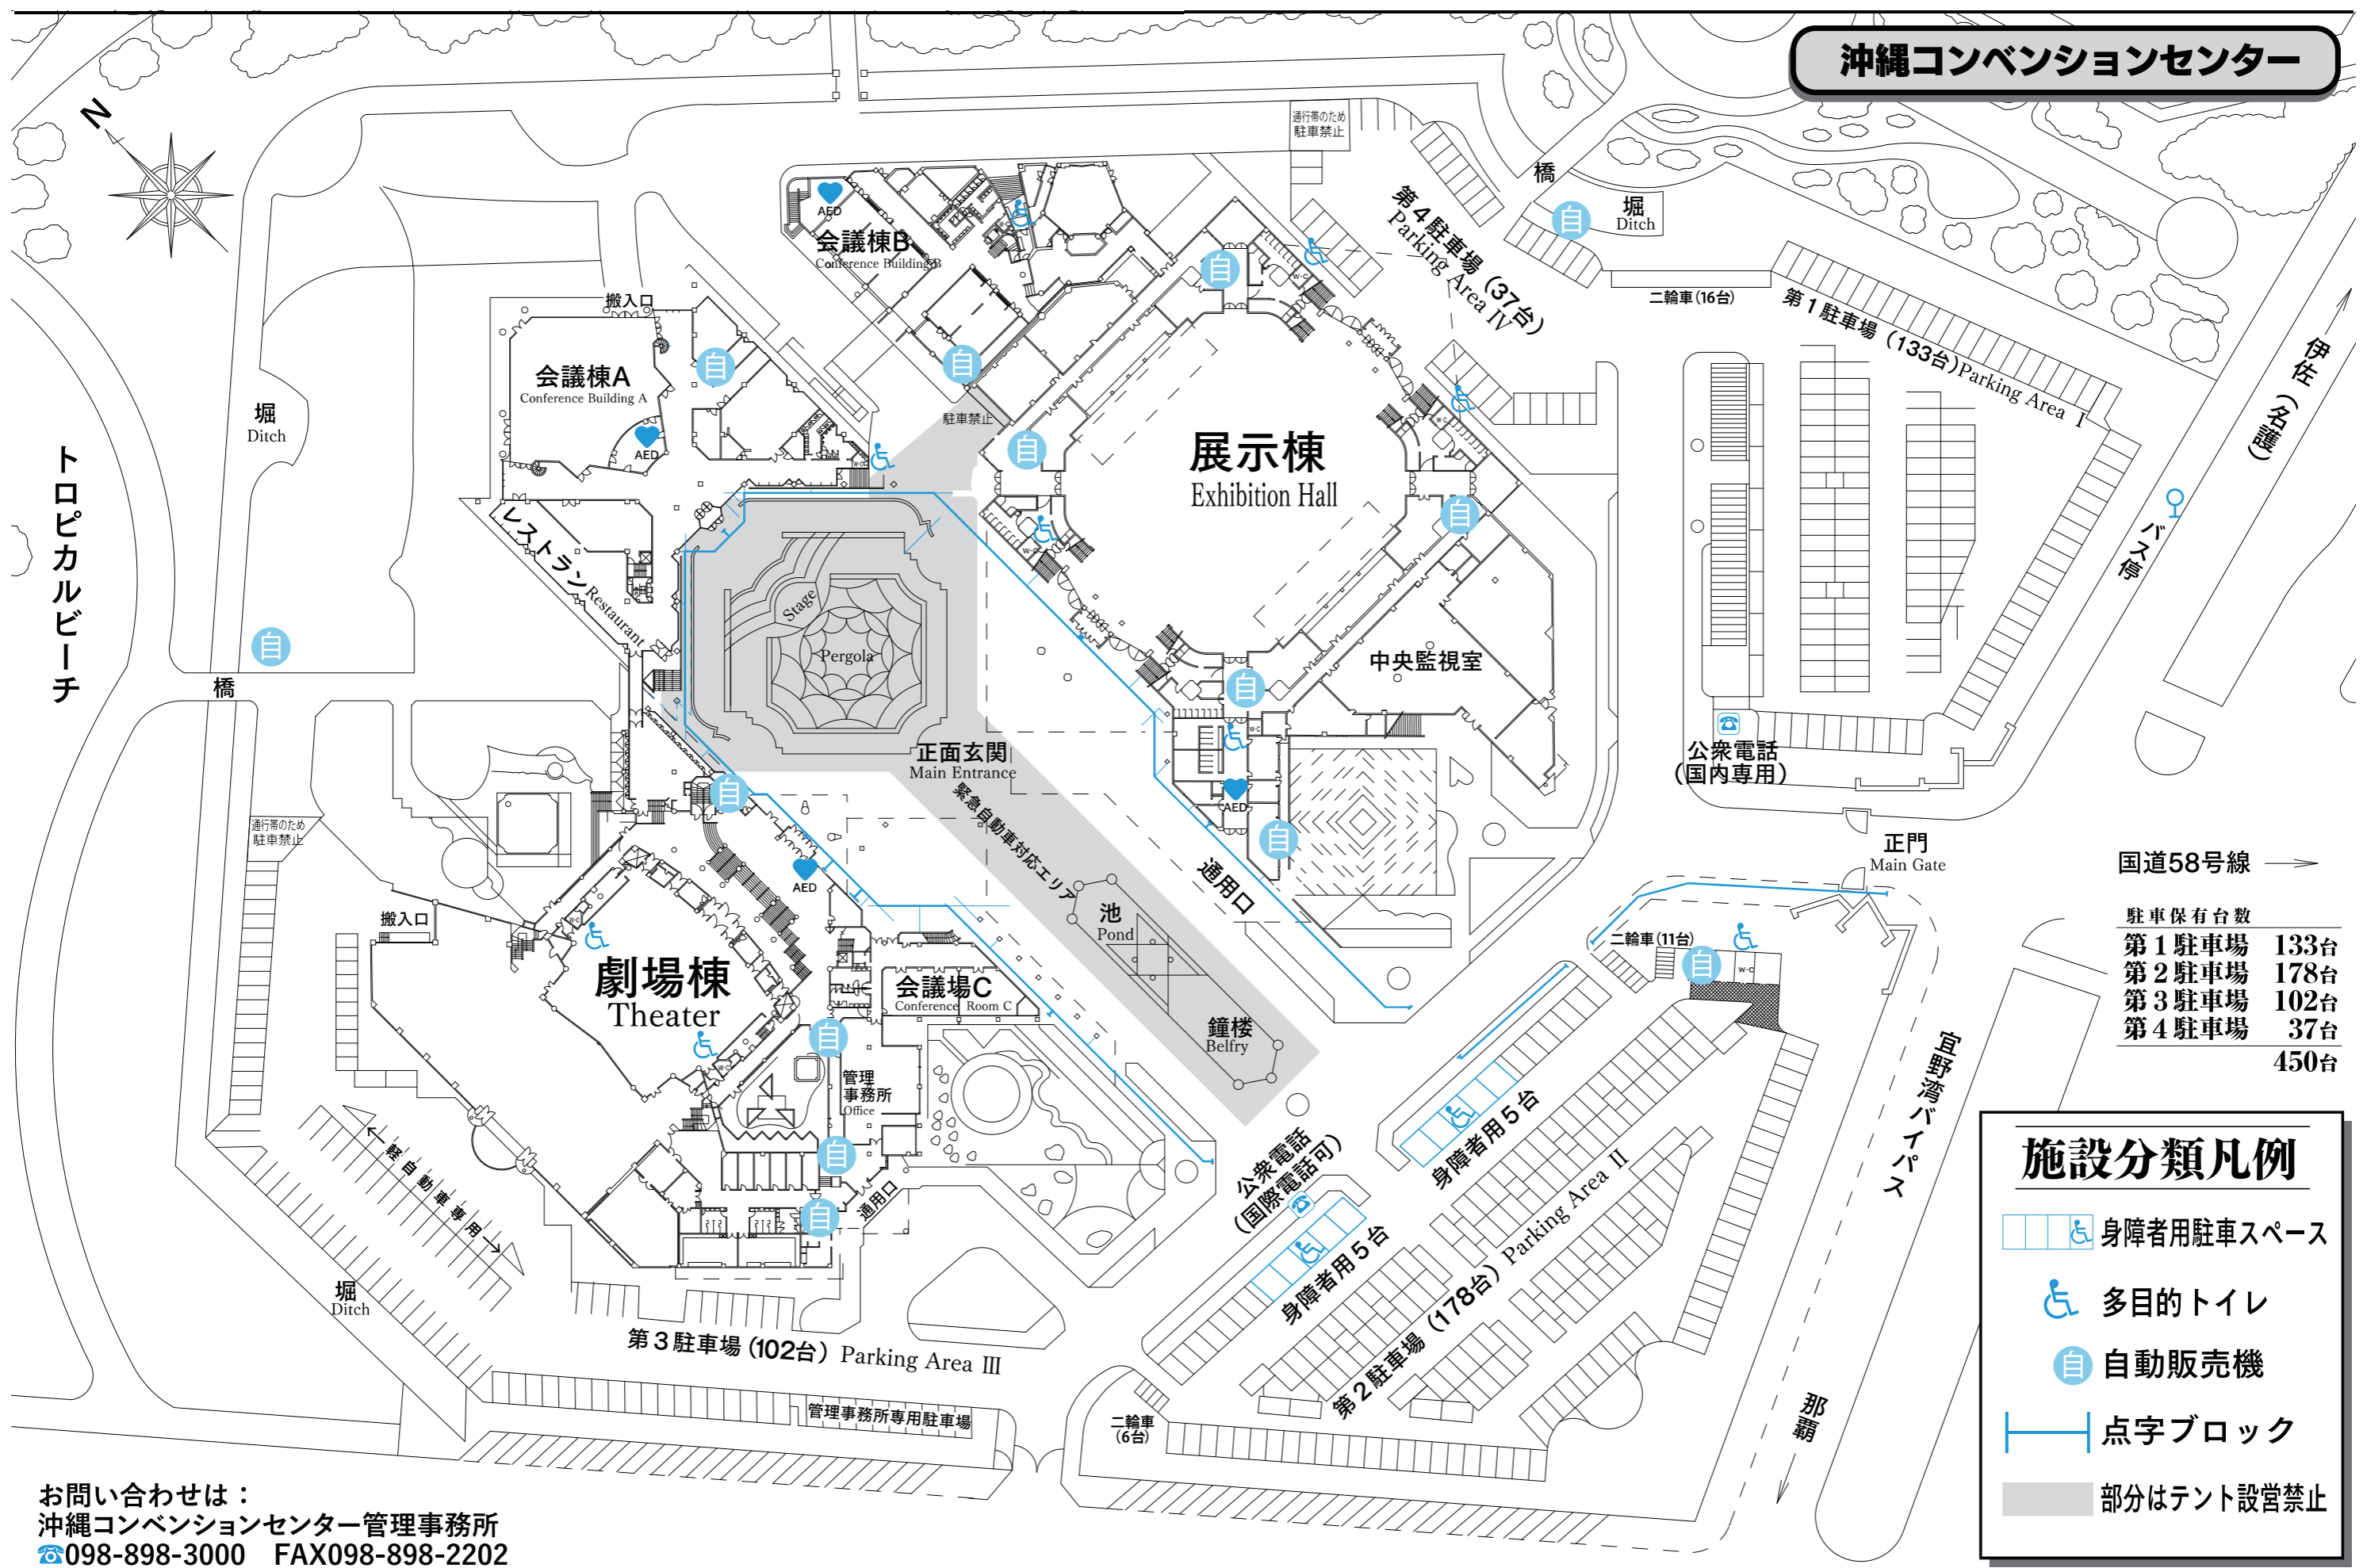 沖縄コンベンションセンター
N
通行帯のため
駐車禁止
橋
堀
Ditch
自
第4駐車場（37台）
Parking Area Ⅳ
二輪車（16台）
第1駐車場（133台）Parking Area Ⅰ
伊佐（名護）
バス停
AED
会議棟B
Conference Building B
W・C
自
W・C
自
駐車禁止
搬入口
会議棟A
Conference Building A
自
AED
W・C
堀
Ditch
トロピカルビーチ
自
橋
レストラン Restaurant
Stage
Pergola
展示棟
Exhibition Hall
自
W・C
W・C
自
中央監視室
自
W・C
AED
自
正面玄関
Main Entrance
緊急自動車対応エリア
通用口
池
Pond
鐘楼
Belfry
公衆電話
（国内専用）
正門
Main Gate
国道58号線
駐車保有台数
第1駐車場 133台
第2駐車場 178台
第3駐車場 102台
第4駐車場 37台
450台
通行帯のため
駐車禁止
搬入口
自
AED
W・C
劇場棟
Theater
W・C
会議場C
Conference Room C
自
管理
事務所
Office
自
自
通用口
軽自動車専用
堀
Ditch
第3駐車場（102台）Parking Area Ⅲ
管理事務所専用駐車場
二輪車（11台）
自
W・C
身障者用5台
公衆電話
（国際電話可）
身障者用5台
第2駐車場（178台）Parking Area Ⅱ
二輪車
（6台）
宜野湾バイパス
那覇
施設分類凡例
身障者用駐車スペース
多目的トイレ
自 自動販売機
点字ブロック
部分はテント設営禁止
お問い合わせは：
沖縄コンベンションセンター管理事務所
☎098-898-3000 FAX098-898-2202